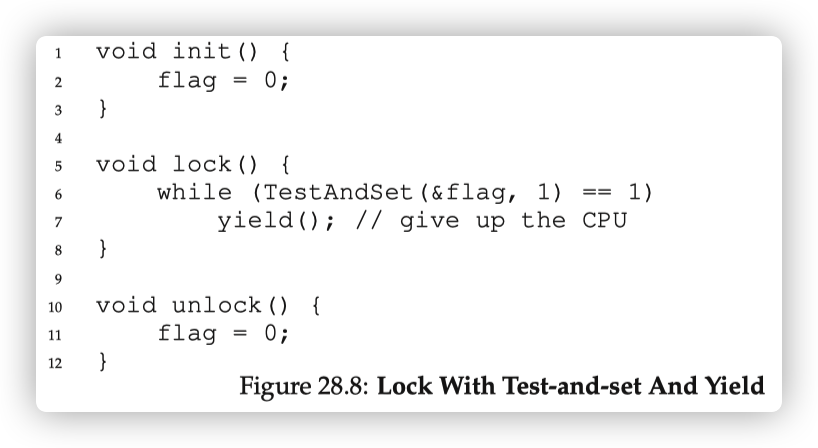 1 void init() {
2     flag = 0;
3 }
4
5 void lock() {
6     while (TestAndSet(&flag, 1) == 1)
7         yield(); // give up the CPU
8 }
9
10 void unlock() {
11     flag = 0;
12 }
Figure 28.8: Lock With Test-and-set And Yield